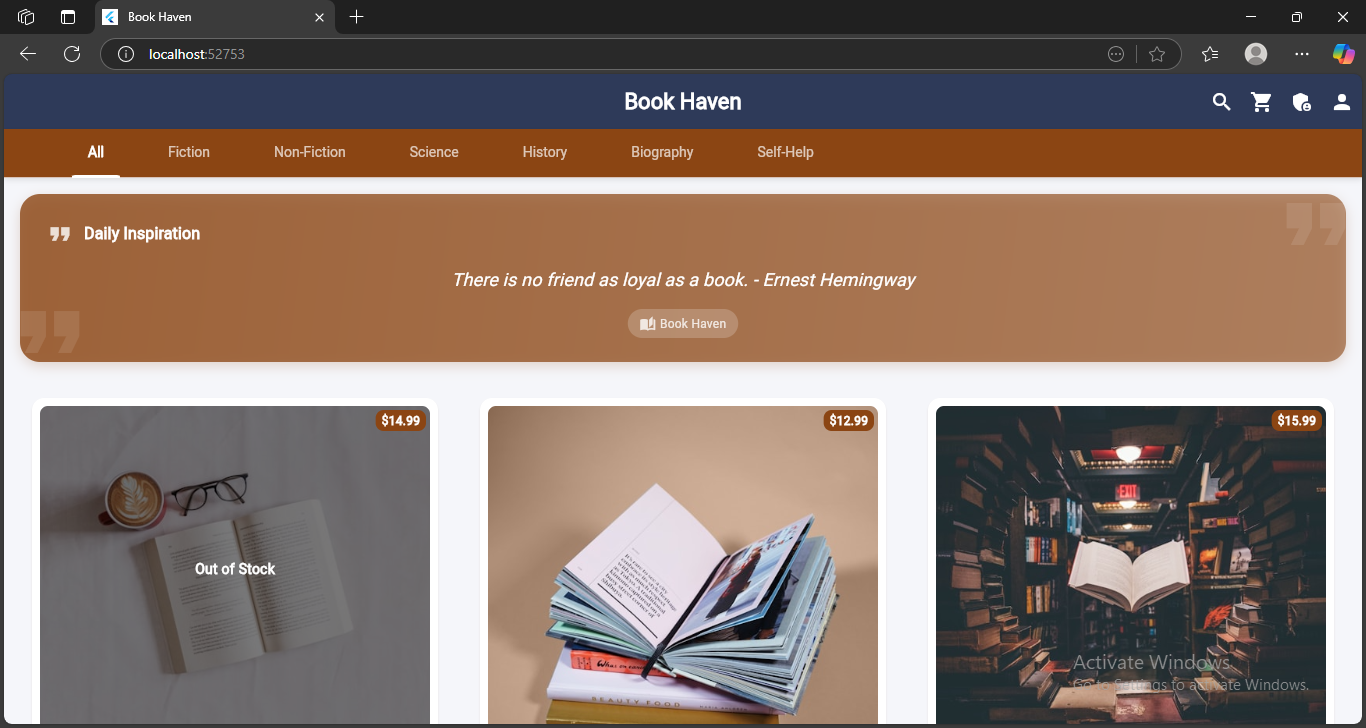 Book Haven
localhost:52753
Book Haven
All Fiction Non-Fiction Science History Biography Self-Help
Daily Inspiration
There is no friend as loyal as a book. - Ernest Hemingway
Book Haven
$14.99
$12.99
$15.99
EXIT
Out of Stock
BEAUTY FOOD
Activate Windows
Go to Settings to activate Windows.